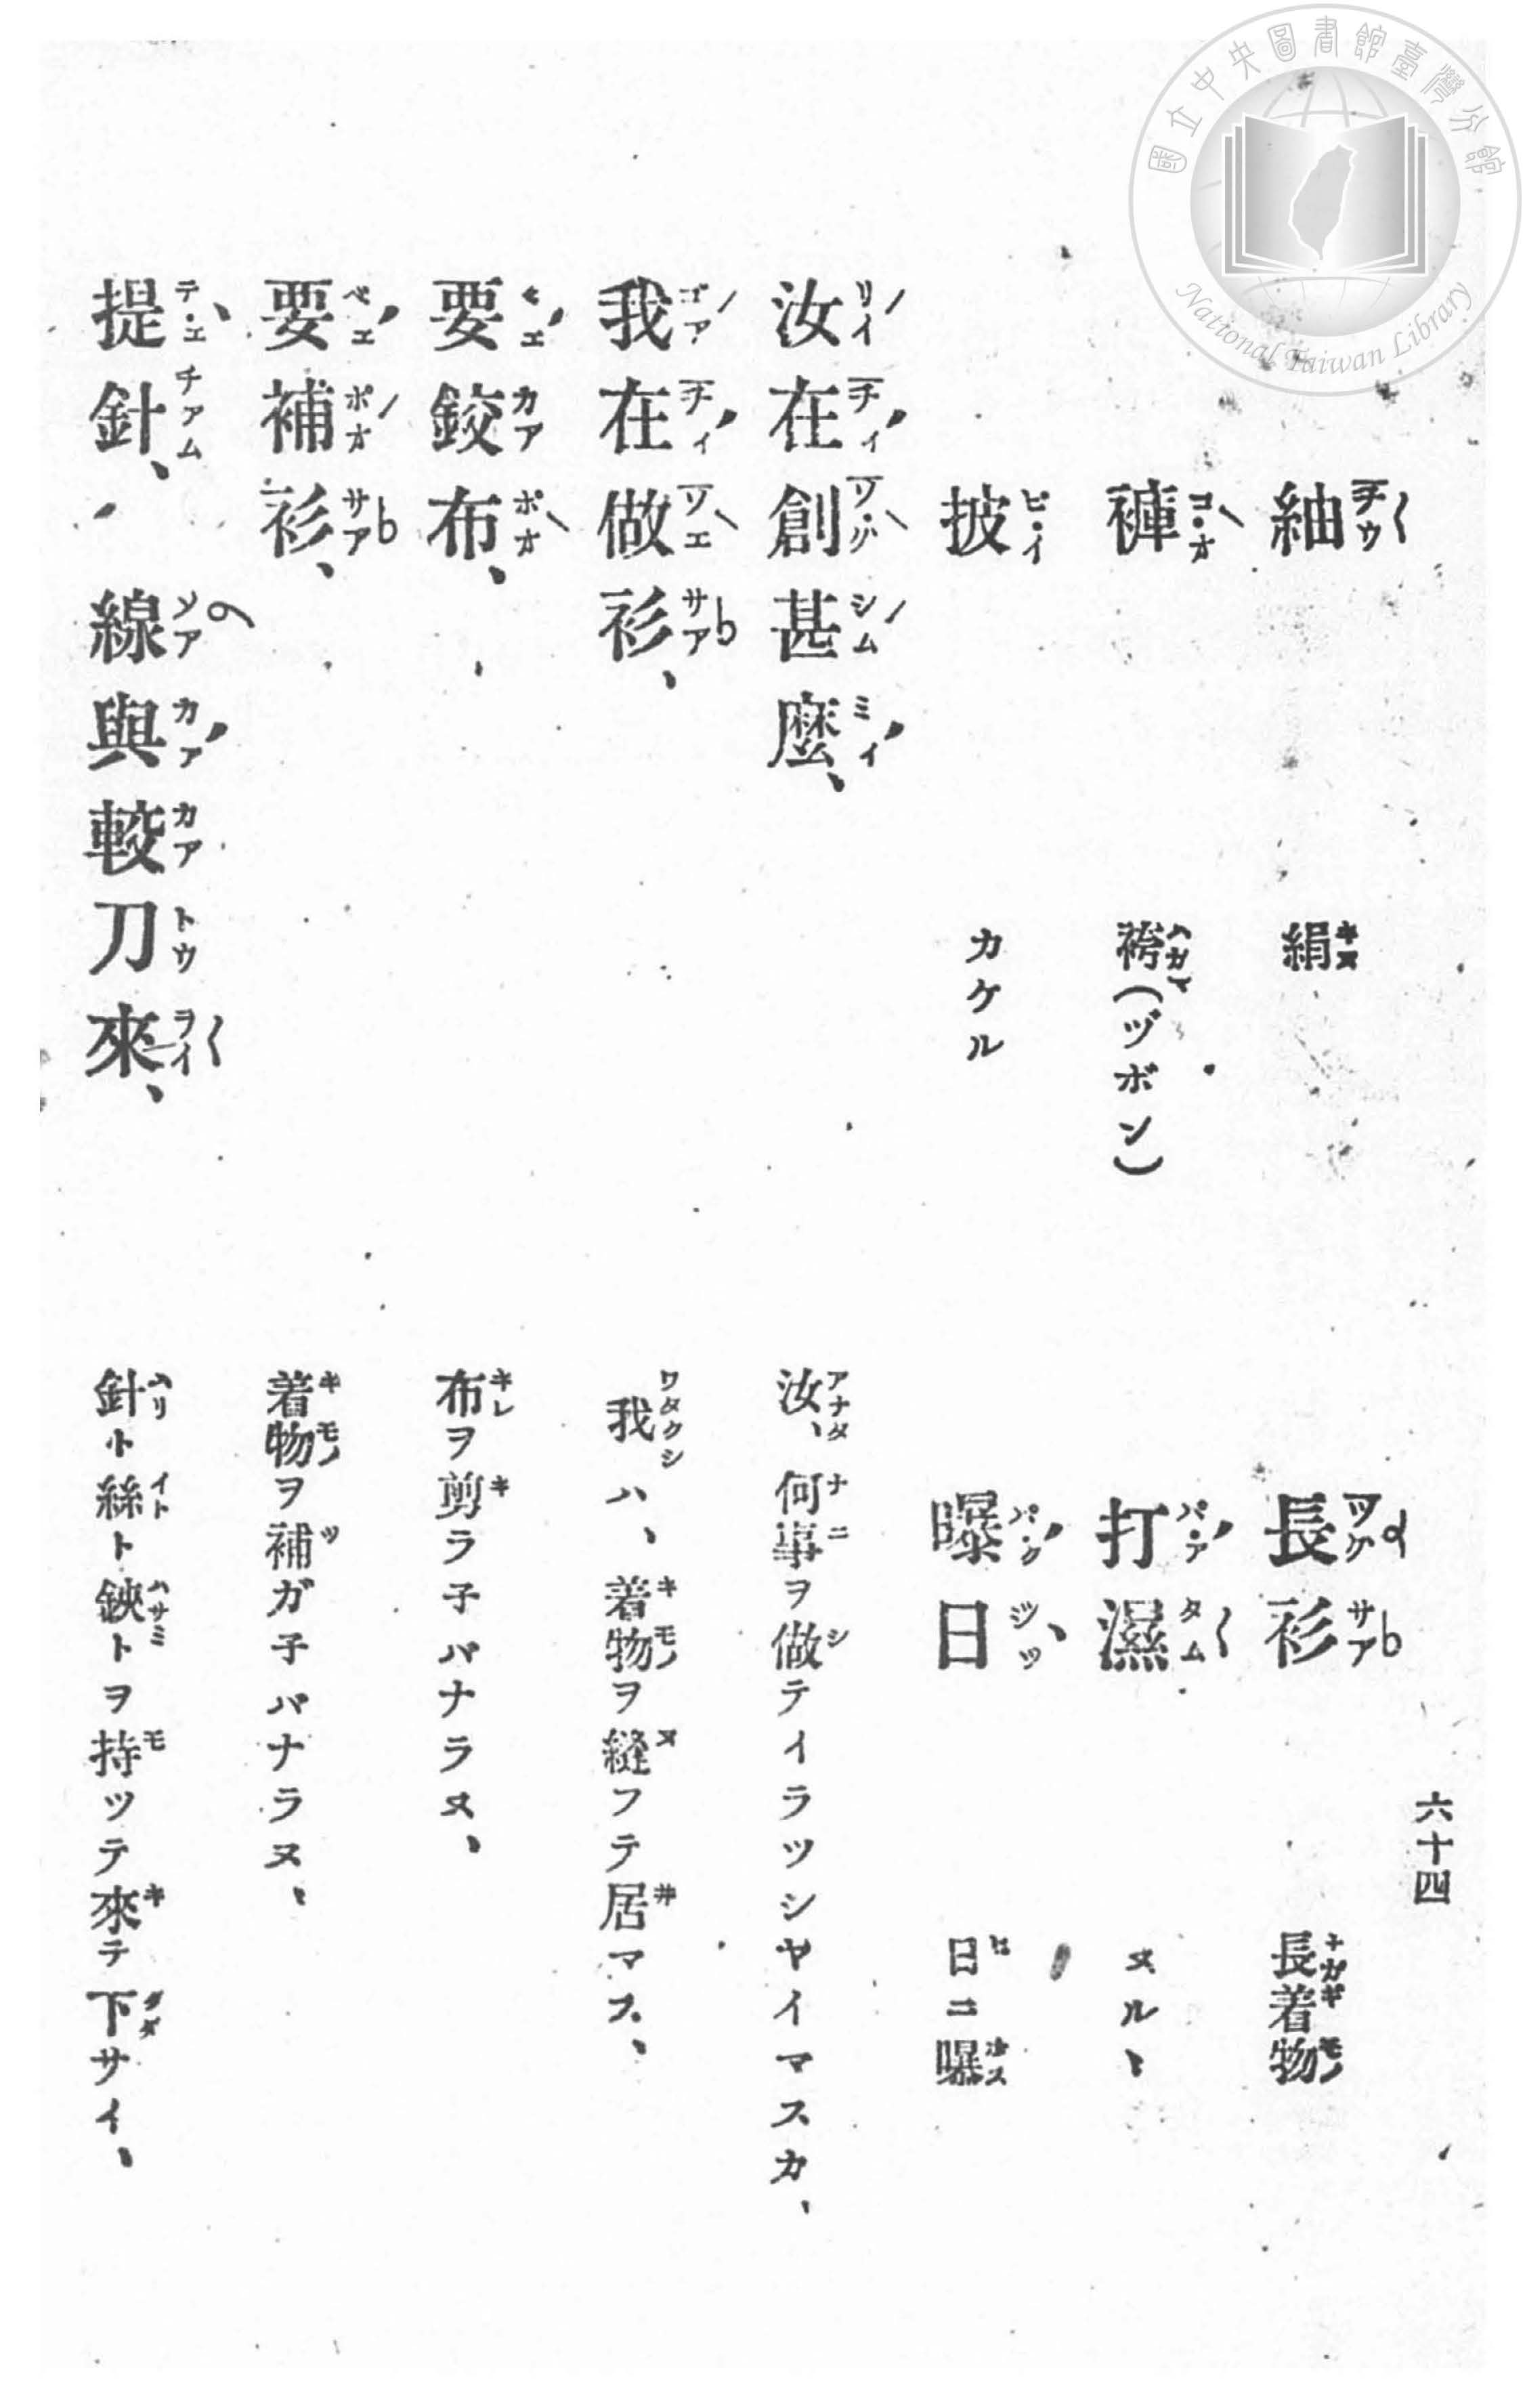 國立中央圖書館臺灣分館
National Taiwan Library
六十四
紬 絹 長衫 長着物
褲 袴(ヅボン) 打濕 ヌル、
披 カケル 曝日 日ニ曝
汝在創甚麼、 汝、何事ヲ做テイラツシヤイマスカ、
我在做衫、 我ハ、着物ヲ縫フテ居マス、
要鉸布、 布ヲ剪ラ子バナラヌ、
要補衫、 着物ヲ補ガ子バナラヌ、
提針、線與較刀來、 針ト絲ト鋏トヲ持ツテ來テ下サイ、